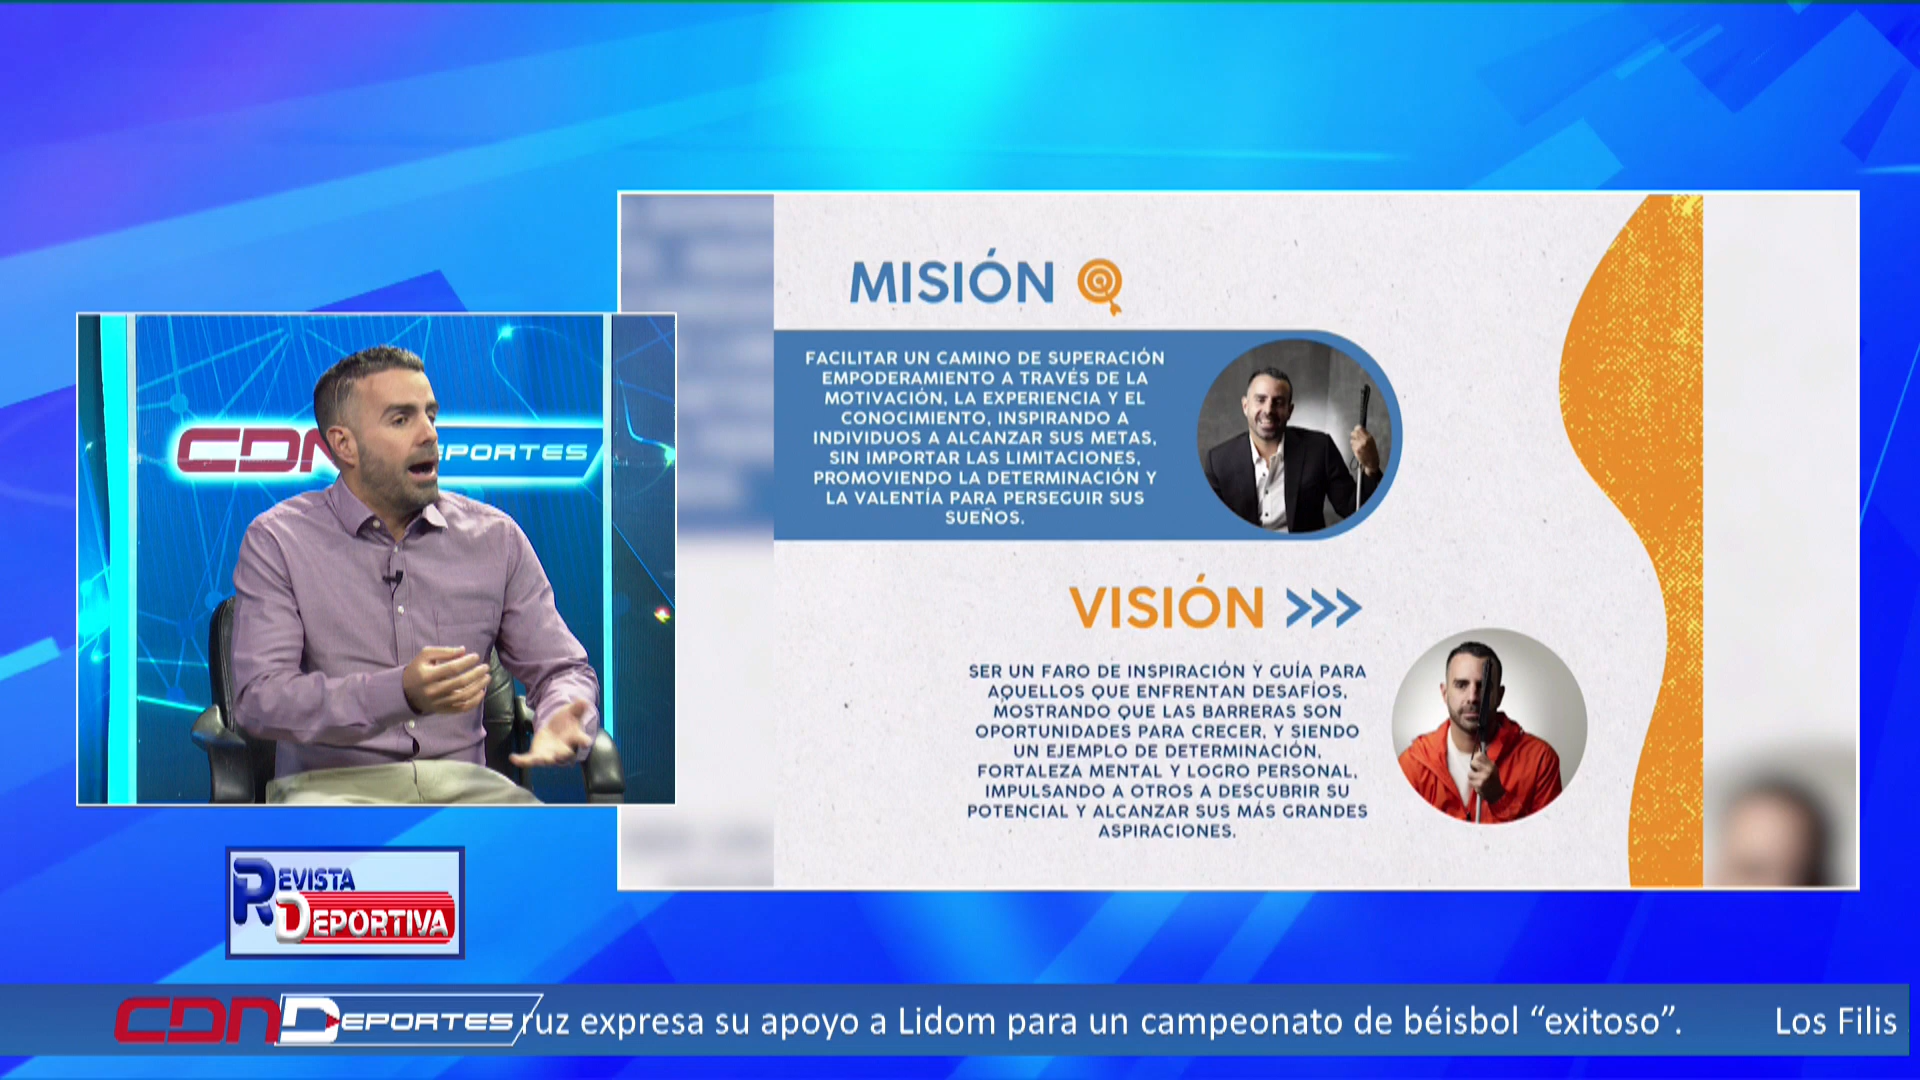 MISIÓN
FACILITAR UN CAMINO DE SUPERACIÓN
EMPODERAMIENTO A TRAVÉS DE LA
MOTIVACIÓN, LA EXPERIENCIA Y EL
CONOCIMIENTO, INSPIRANDO A
INDIVIDUOS A ALCANZAR SUS METAS,
SIN IMPORTAR LAS LIMITACIONES,
PROMOVIENDO LA DETERMINACIÓN Y
LA VALENTÍA PARA PERSEGUIR SUS
SUEÑOS.
VISIÓN >>>
SER UN FARO DE INSPIRACIÓN Y GUÍA PARA
AQUELLOS QUE ENFRENTAN DESAFÍOS,
MOSTRANDO QUE LAS BARRERAS SON
OPORTUNIDADES PARA CRECER, Y SIENDO
UN EJEMPLO DE DETERMINACIÓN,
FORTALEZA MENTAL Y LOGRO PERSONAL,
IMPULSANDO A OTROS A DESCUBRIR SU
POTENCIAL Y ALCANZAR SUS MÁS GRANDES
ASPIRACIONES.
CDN EPORTES
REVISTA
DEPORTIVA
CDN DEPORTES ruz expresa su apoyo a Lidom para un campeonato de béisbol “exitoso”. Los Filis